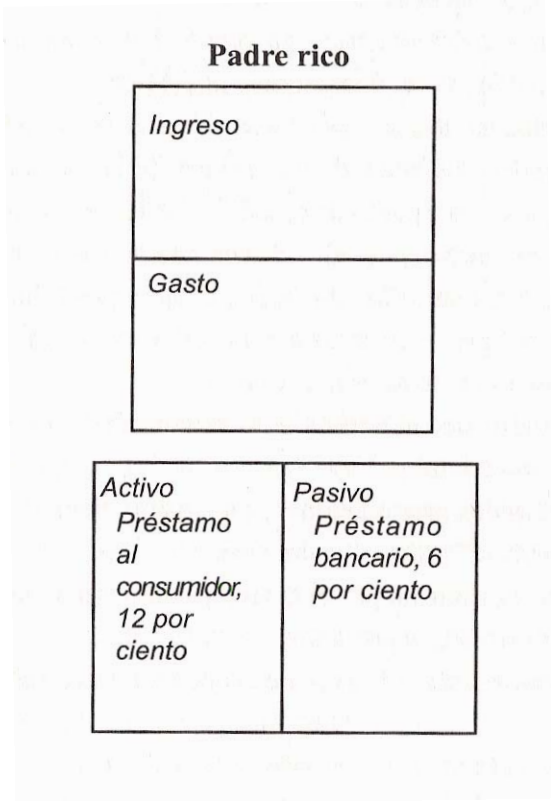 Padre rico
Ingreso
Gasto
Activo
Préstamo
al
consumidor,
12 por
ciento
Pasivo
Préstamo
bancario, 6
por ciento